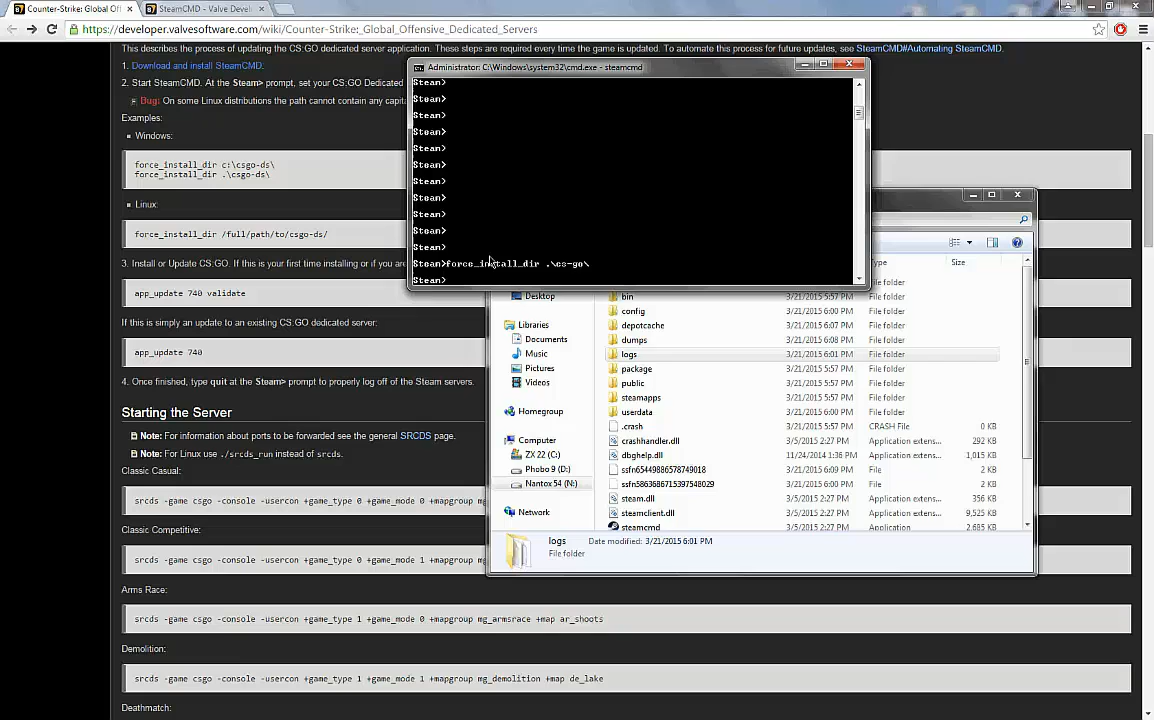 Counter-Strike: Global Of
SteamCMD - Valve Devel
https://developer.valvesoftware.com/wiki/Counter-Strike:_Global_Offensive_Dedicated_Servers
This describes the process of updating the CS:GO dedicated server application. These steps are required every time the game is updated. To automate this process for future updates, see SteamCMD#Automating SteamCMD.
1. Download and install SteamCMD.
2. Start SteamCMD. At the Steam> prompt, set your CS:GO Dedicated
Bug: On some Linux distributions the path cannot contain any capita
Examples:
Windows:
force_install_dir c:\csgo-ds\
force_install_dir .\csgo-ds\
Linux:
force_install_dir /full/path/to/csgo-ds/
3. Install or Update CS:GO. If this is your first time installing or if you are
app_update 740 validate
If this is simply an update to an existing CS:GO dedicated server:
app_update 740
4. Once finished, type quit at the Steam> prompt to properly log off of the Steam servers.
Starting the Server
Note: For information about ports to be forwarded see the general SRCDS page.
Note: For Linux use ./srcds_run instead of srcds.
Classic Casual:
srcds -game csgo -console -usercon +game_type 0 +game_mode 0 +mapgroup m
Classic Competitive:
srcds -game csgo -console -usercon +game_type 0 +game_mode 1 +mapgroup m
Arms Race:
srcds -game csgo -console -usercon +game_type 1 +game_mode 0 +mapgroup mg_armsrace +map ar_shoots
Demolition:
srcds -game csgo -console -usercon +game_type 1 +game_mode 1 +mapgroup mg_demolition +map de_lake
Deathmatch:
Administrator: C:\Windows\system32\cmd.exe - steamcmd
Steam>
Steam>
Steam>
Steam>
Steam>
Steam>
Steam>
Steam>
Steam>
Steam>
Steam>
Steam>force_install_dir .\cs-go\
Steam>
Type
Size
Desktop
Libraries
Documents
Music
Pictures
Videos
Homegroup
Computer
ZX 22 (C:)
Phobo 9 (D:)
Nantox 54 (N:)
Network
le folder
bin 3/21/2015 5:57 PM File folder
config 3/21/2015 6:00 PM File folder
depotcache 3/21/2015 6:07 PM File folder
dumps 3/21/2015 6:08 PM File folder
logs 3/21/2015 6:01 PM File folder
package 3/21/2015 5:57 PM File folder
public 3/21/2015 5:57 PM File folder
steamapps 3/21/2015 5:57 PM File folder
userdata 3/21/2015 6:00 PM File folder
.crash 3/21/2015 6:00 PM CRASH File 0 KB
crashhandler.dll 3/5/2015 2:27 PM Application extens... 292 KB
dbghelp.dll 11/24/2014 1:36 PM Application extens... 1,015 KB
ssfn65449886578749018 3/21/2015 6:09 PM File 2 KB
ssfn5863686715397548029 3/21/2015 6:00 PM File 2 KB
steam.dll 3/5/2015 2:27 PM Application extens... 356 KB
steamclient.dll 3/5/2015 2:27 PM Application extens... 9,525 KB
steamcmd 3/5/2015 2:27 PM Application 2,685 KB
logs Date modified: 3/21/2015 6:01 PM
File folder